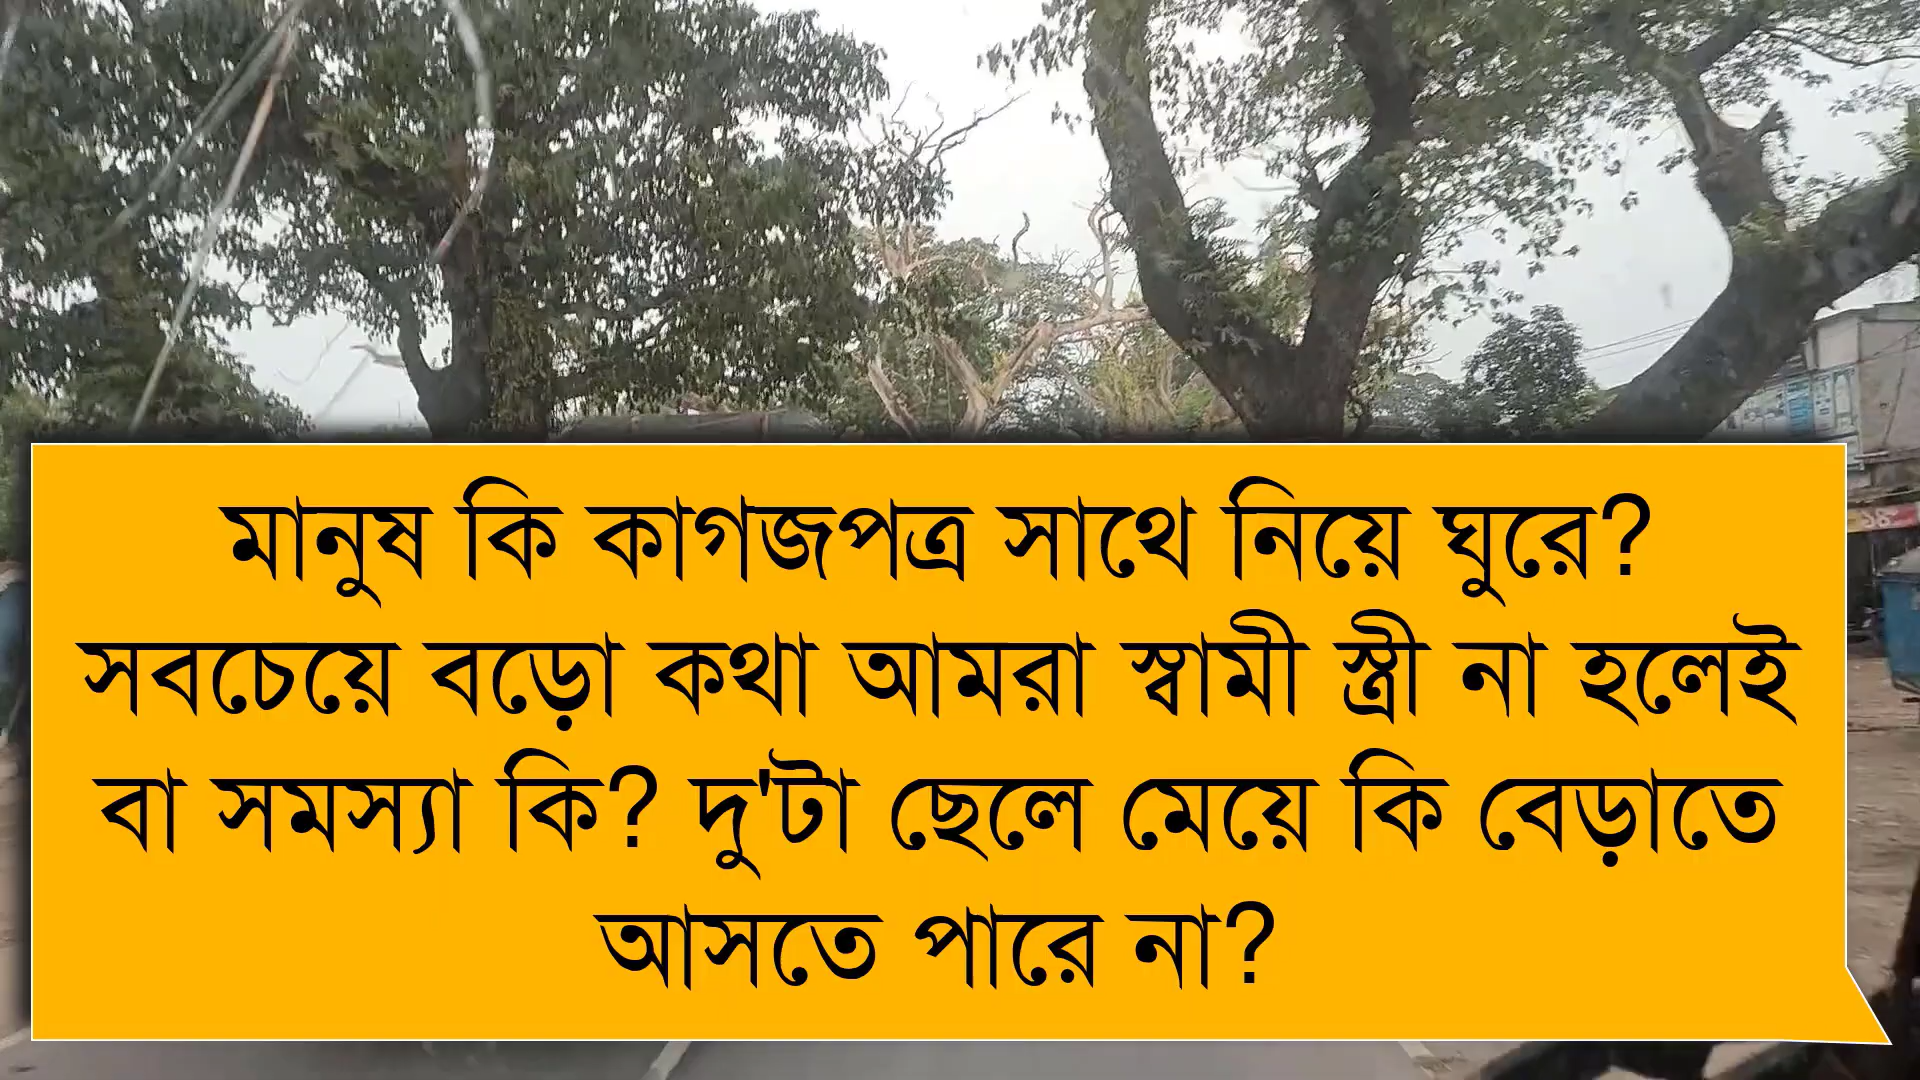 মানুষ কি কাগজপত্র সাথে নিয়ে ঘুরে?
সবচেয়ে বড়ো কথা আমরা স্বামী স্ত্রী না হলেই
বা সমস্যা কি? দু'টা ছেলে মেয়ে কি বেড়াতে
আসতে পারে না?